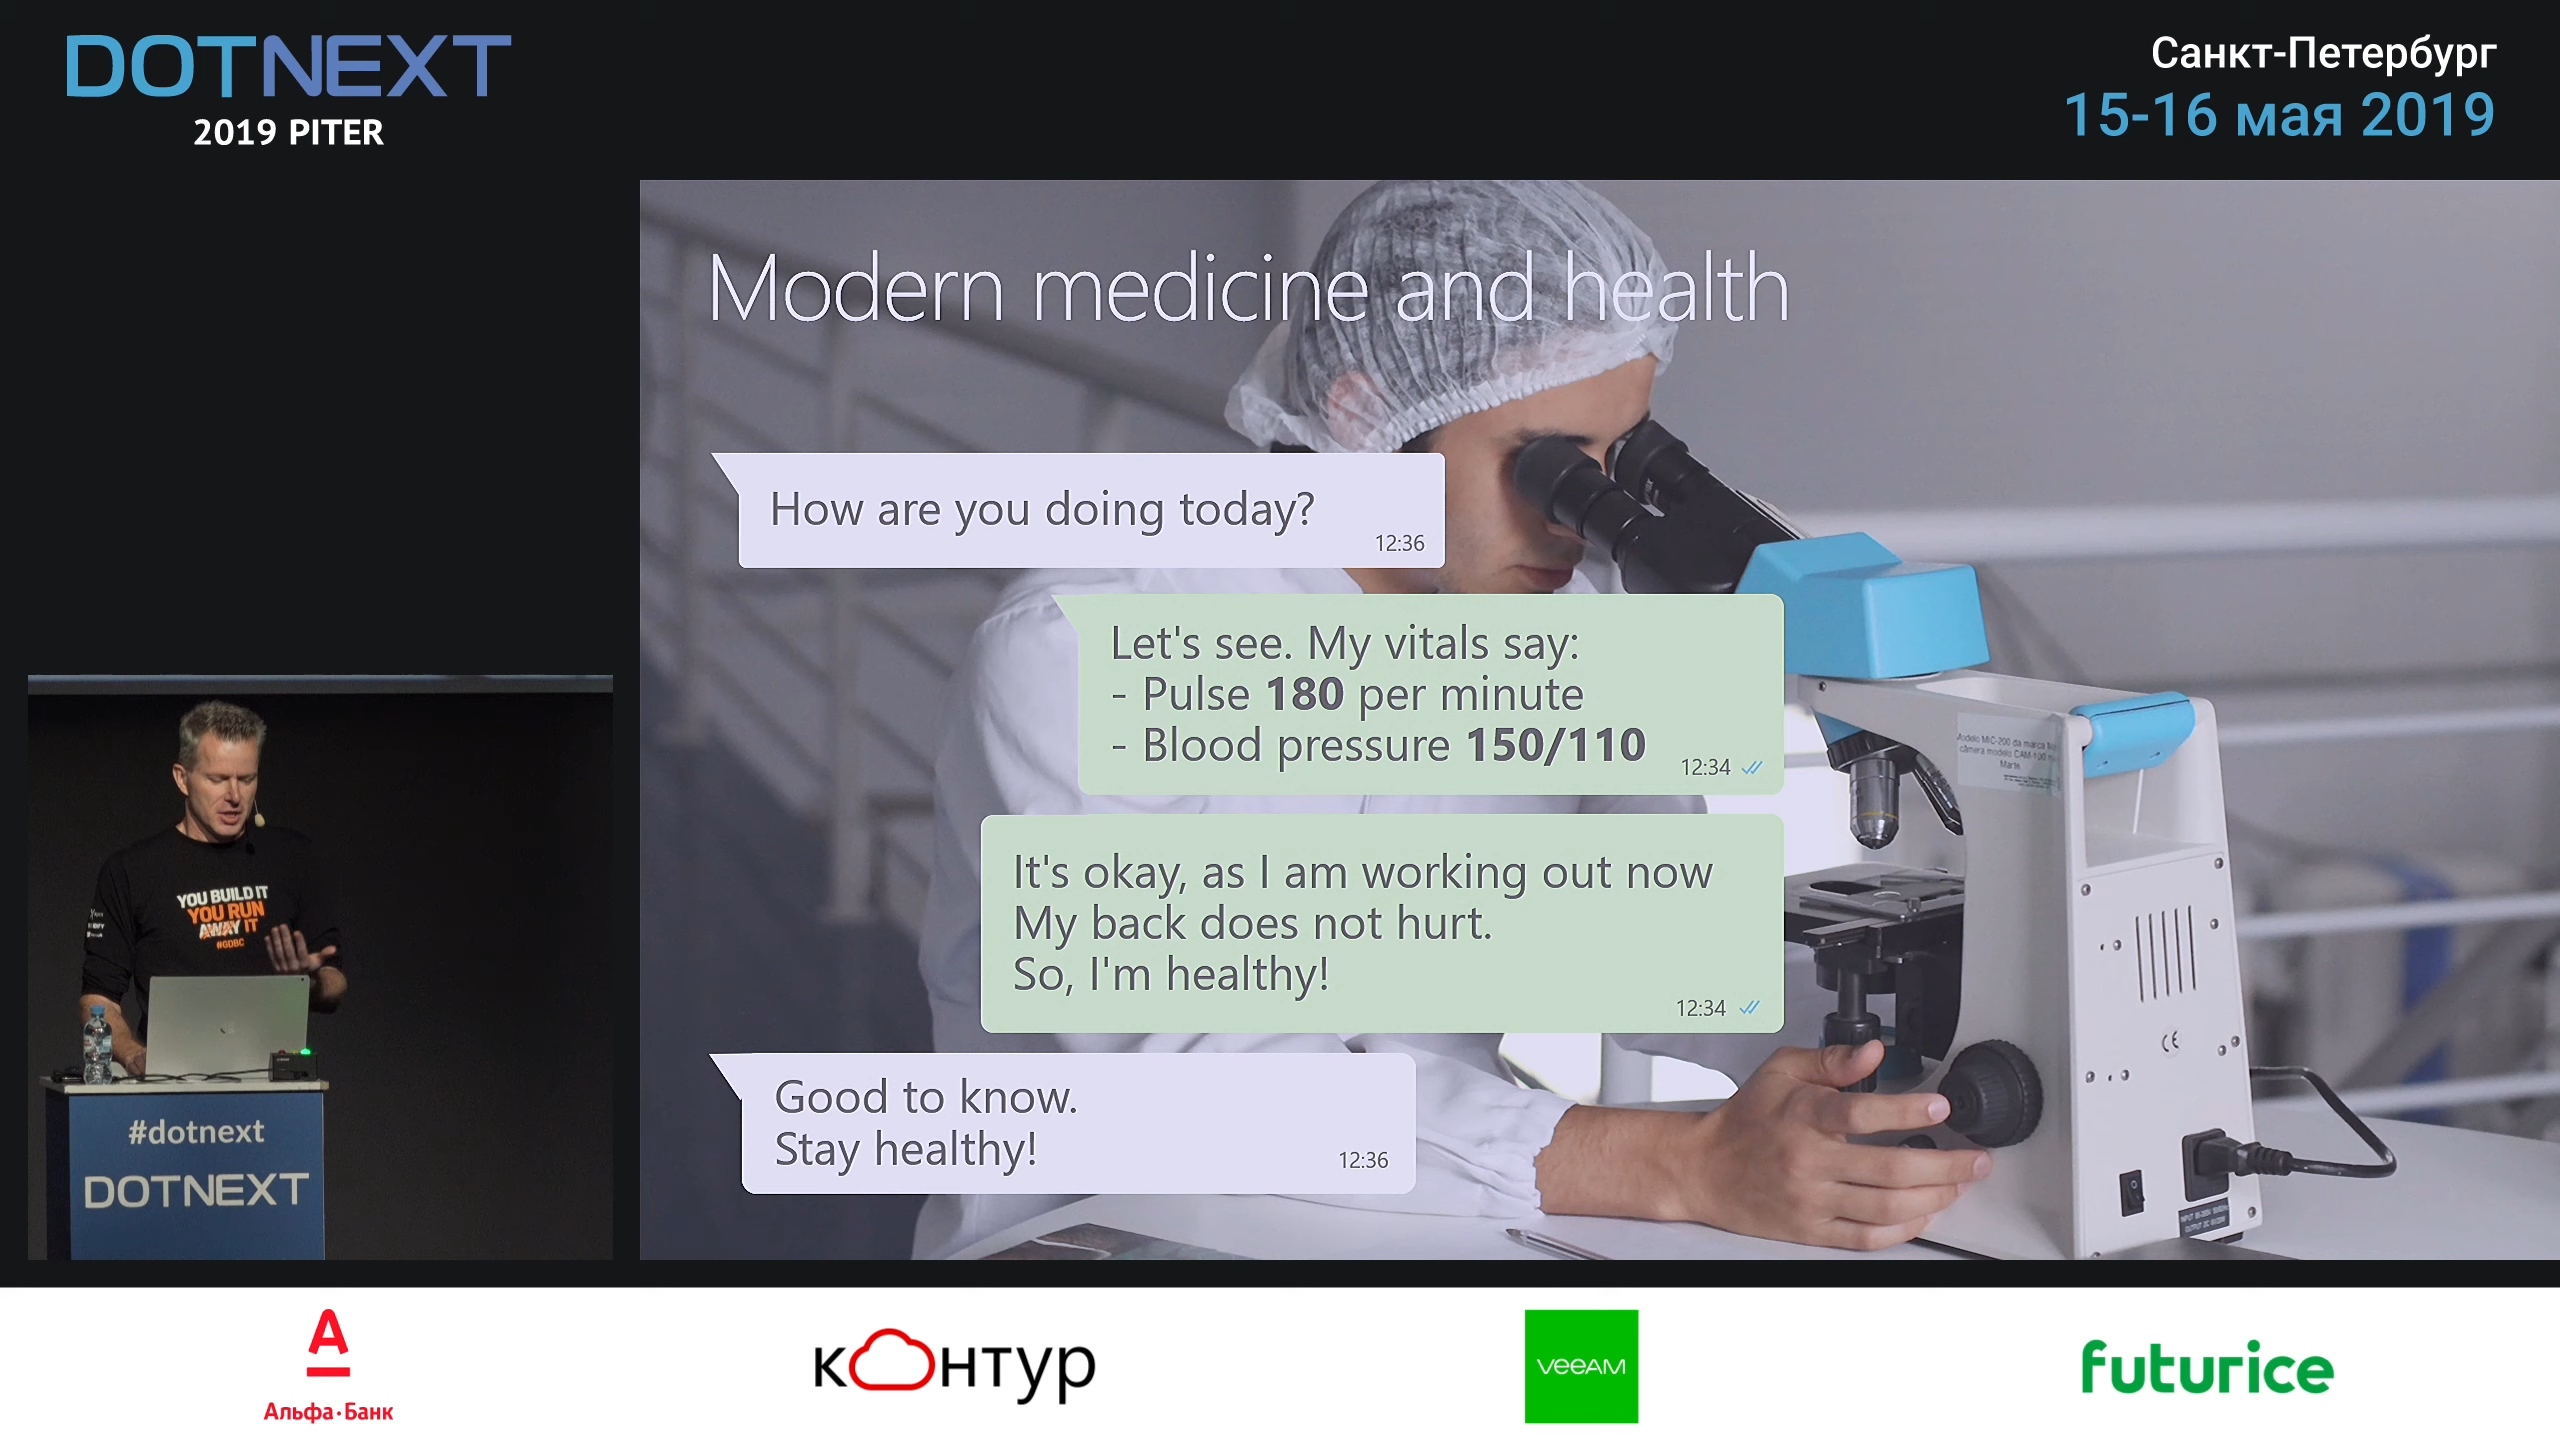 DOTNEXT
2019 PITER
Санкт-Петербург
15-16 мая 2019
Modern medicine and health
How are you doing today?
12:36
Let's see. My vitals say:
- Pulse 180 per minute
- Blood pressure 150/110
12:34
It's okay, as I am working out now
My back does not hurt.
So, I'm healthy!
12:34
Good to know.
Stay healthy!
12:36
YOU BUILD IT
YOU RUN
AWAY IT
#GDBC
#dotnext
DOTNEXT
CE
Альфа·Банк
контур
veeAM
futurice